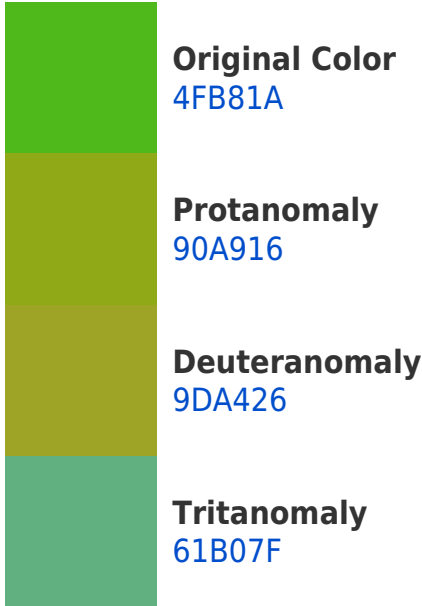 Original Color
4FB81A
Protanomaly
90A916
Deuteranomaly
9DA426
Tritanomaly
61B07F